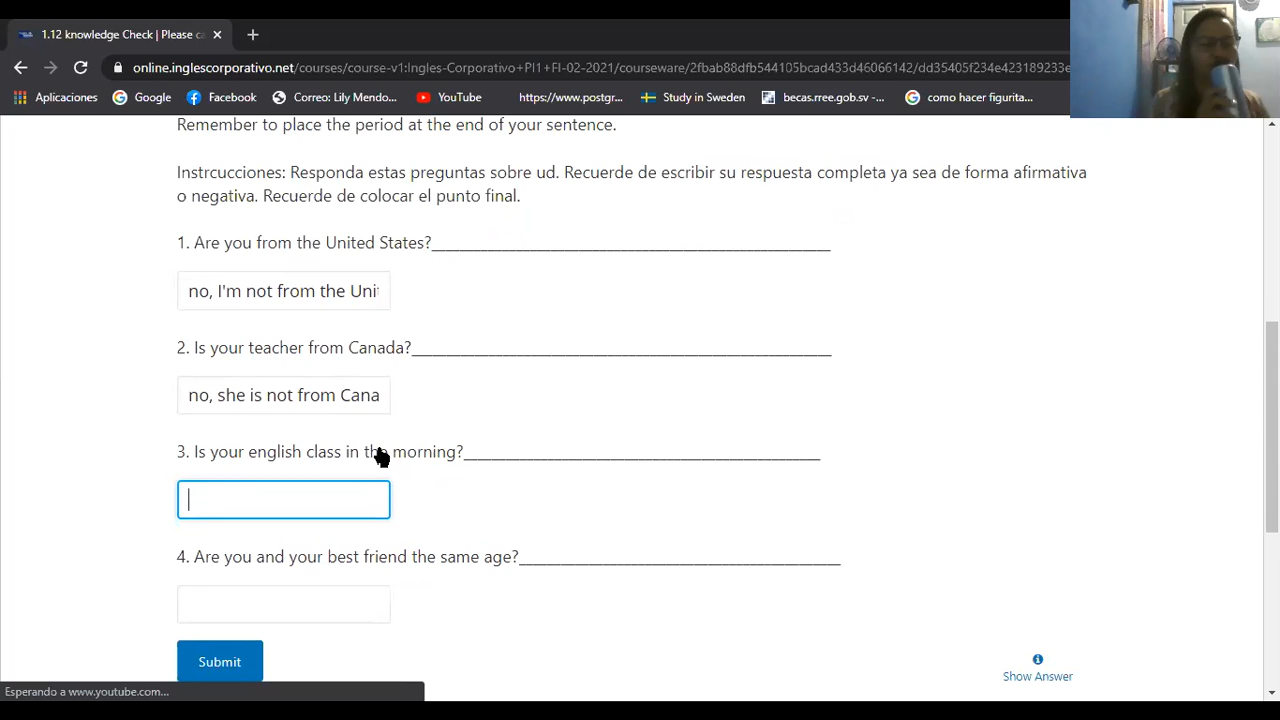 1.12 knowledge Check | Please ca
online.inglescorporativo.net/courses/course-v1:Ingles-Corporativo+PI1+FI-02-2021/courseware/2fbab88dfb544105bcad433d46066142/dd35405f234e423189233e
Aplicaciones Google Facebook Correo: Lily Mendo... YouTube https://www.postgr... Study in Sweden becas.rree.gob.sv -... como hacer figurita...
Remember to place the period at the end of your sentence.
Instrcucciones: Responda estas preguntas sobre ud. Recuerde de escribir su respuesta completa ya sea de forma afirmativa
o negativa. Recuerde de colocar el punto final.
1. Are you from the United States?
no, I'm not from the Unit
2. Is your teacher from Canada?
no, she is not from Cana
3. Is your english class in the morning?
4. Are you and your best friend the same age?
Submit
Show Answer
Esperando a www.youtube.com...